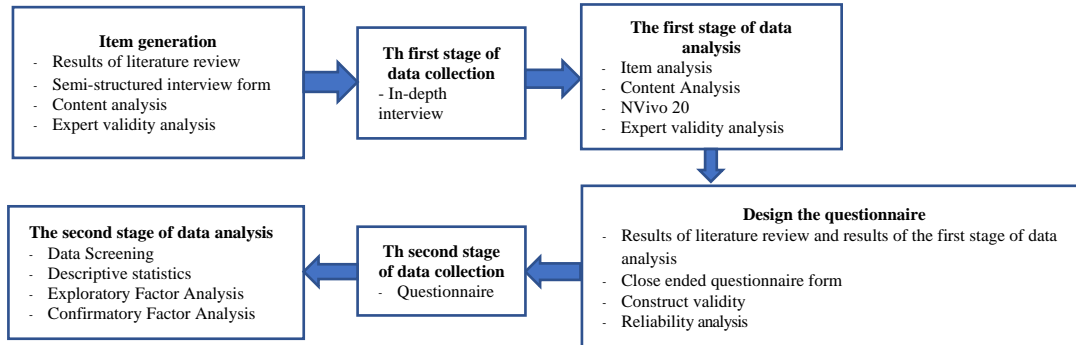 Item generation
- Results of literature review
- Semi-structured interview form
- Content analysis
- Expert validity analysis
Th first stage of
data collection
- In-depth
interview
The first stage of data
analysis
- Item analysis
- Content Analysis
- NVivo 20
- Expert validity analysis
Design the questionnaire
- Results of literature review and results of the first stage of data
analysis
- Close ended questionnaire form
- Construct validity
- Reliability analysis
Th second stage
of data collection
- Questionnaire
The second stage of data analysis
- Data Screening
- Descriptive statistics
- Exploratory Factor Analysis
- Confirmatory Factor Analysis